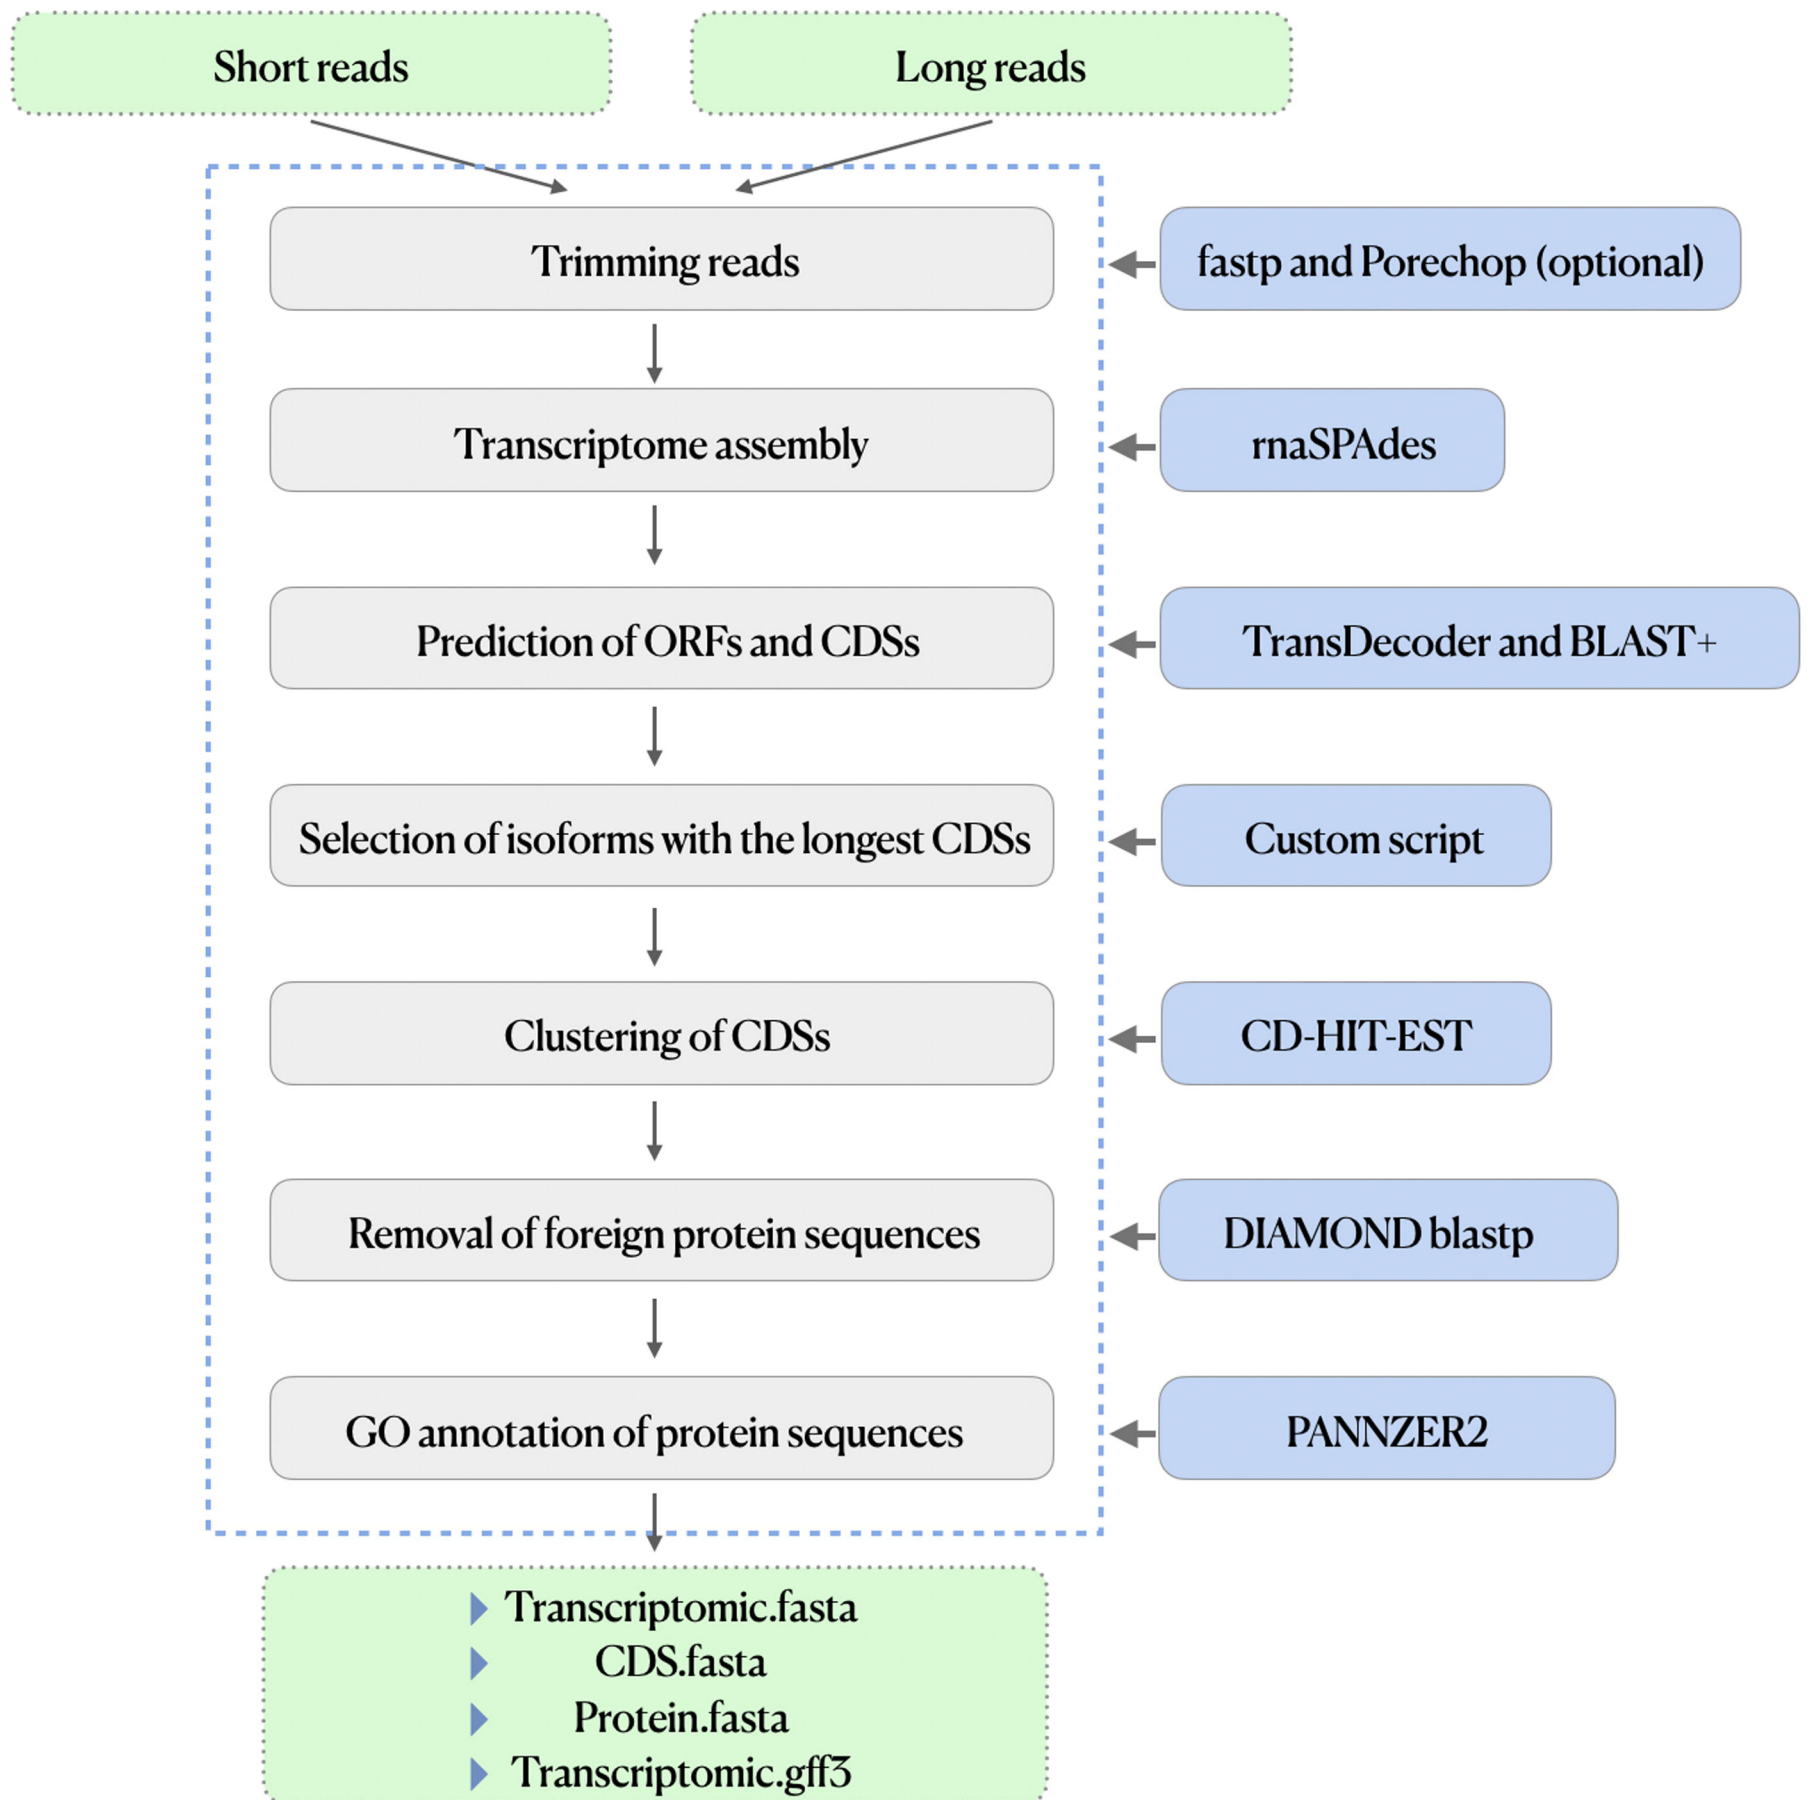 Short reads
Long reads
Trimming reads
fastp and Porechop (optional)
Transcriptome assembly
rnaSPAdes
Prediction of ORFs and CDSs
TransDecoder and BLAST+
Selection of isoforms with the longest CDSs
Custom script
Clustering of CDSs
CD-HIT-EST
Removal of foreign protein sequences
DIAMOND blastp
GO annotation of protein sequences
PANNZER2
Transcriptomic.fasta
CDS.fasta
Protein.fasta
Transcriptomic.gff3